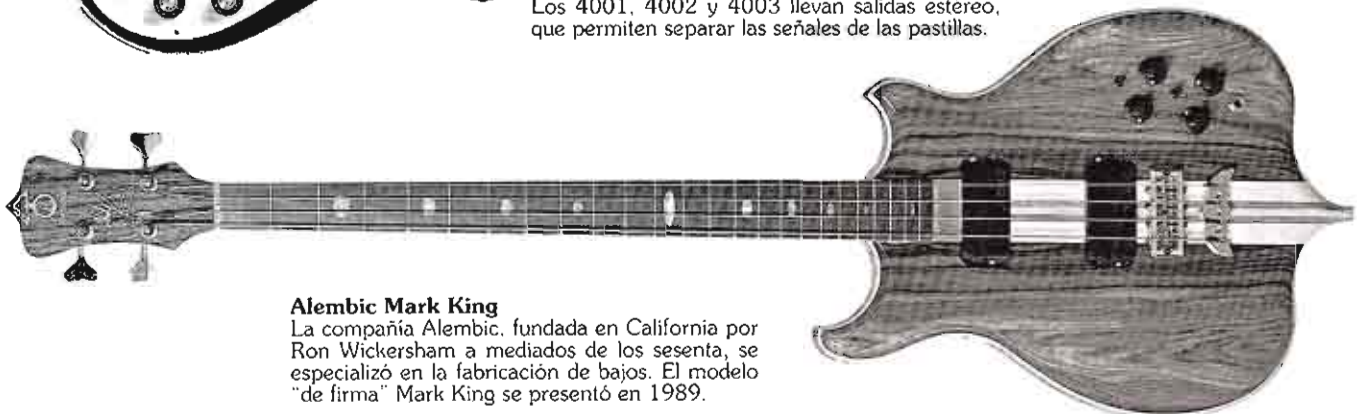 Los 4001, 4002 y 4003 llevan salidas estéreo,
que permiten separar las señales de las pastillas.
Alembic Mark King
La compañía Alembic, fundada en California por
Ron Wickersham a mediados de los sesenta, se
especializó en la fabricación de bajos. El modelo
"de firma" Mark King se presentó en 1989.